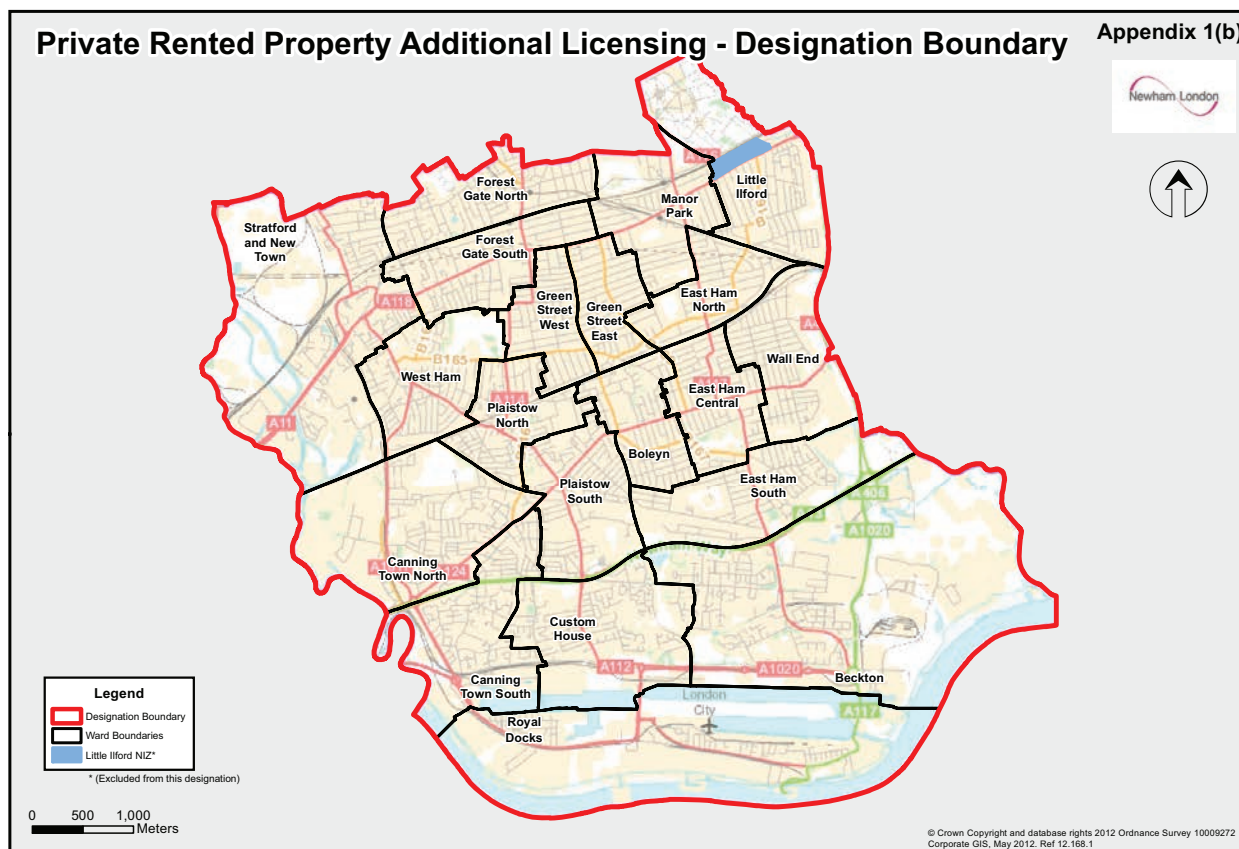 Private Rented Property Additional Licensing - Designation Boundary
Appendix 1(b)
Newham London
Forest
Gate North
Little
Ilford
Manor
Park
Stratford
and New
Town
Forest
Gate South
A118
Green
Street
West
Green
Street
East
East Ham
North
B165
West Ham
Wall End
East Ham
Central
Plaistow
North
A11
Boleyn
Plaistow
South
East Ham
South
A406
A1020
Canning
Town North
Custom
House
A112
A1020
Beckton
Canning
Town South
London
City
A117
Royal
Docks
Legend
Designation Boundary
Ward Boundaries
Little Ilford NIZ*
* (Excluded from this designation)
0 500 1,000
Meters
© Crown Copyright and database rights 2012 Ordnance Survey 10009272
Corporate GIS, May 2012. Ref 12.168.1